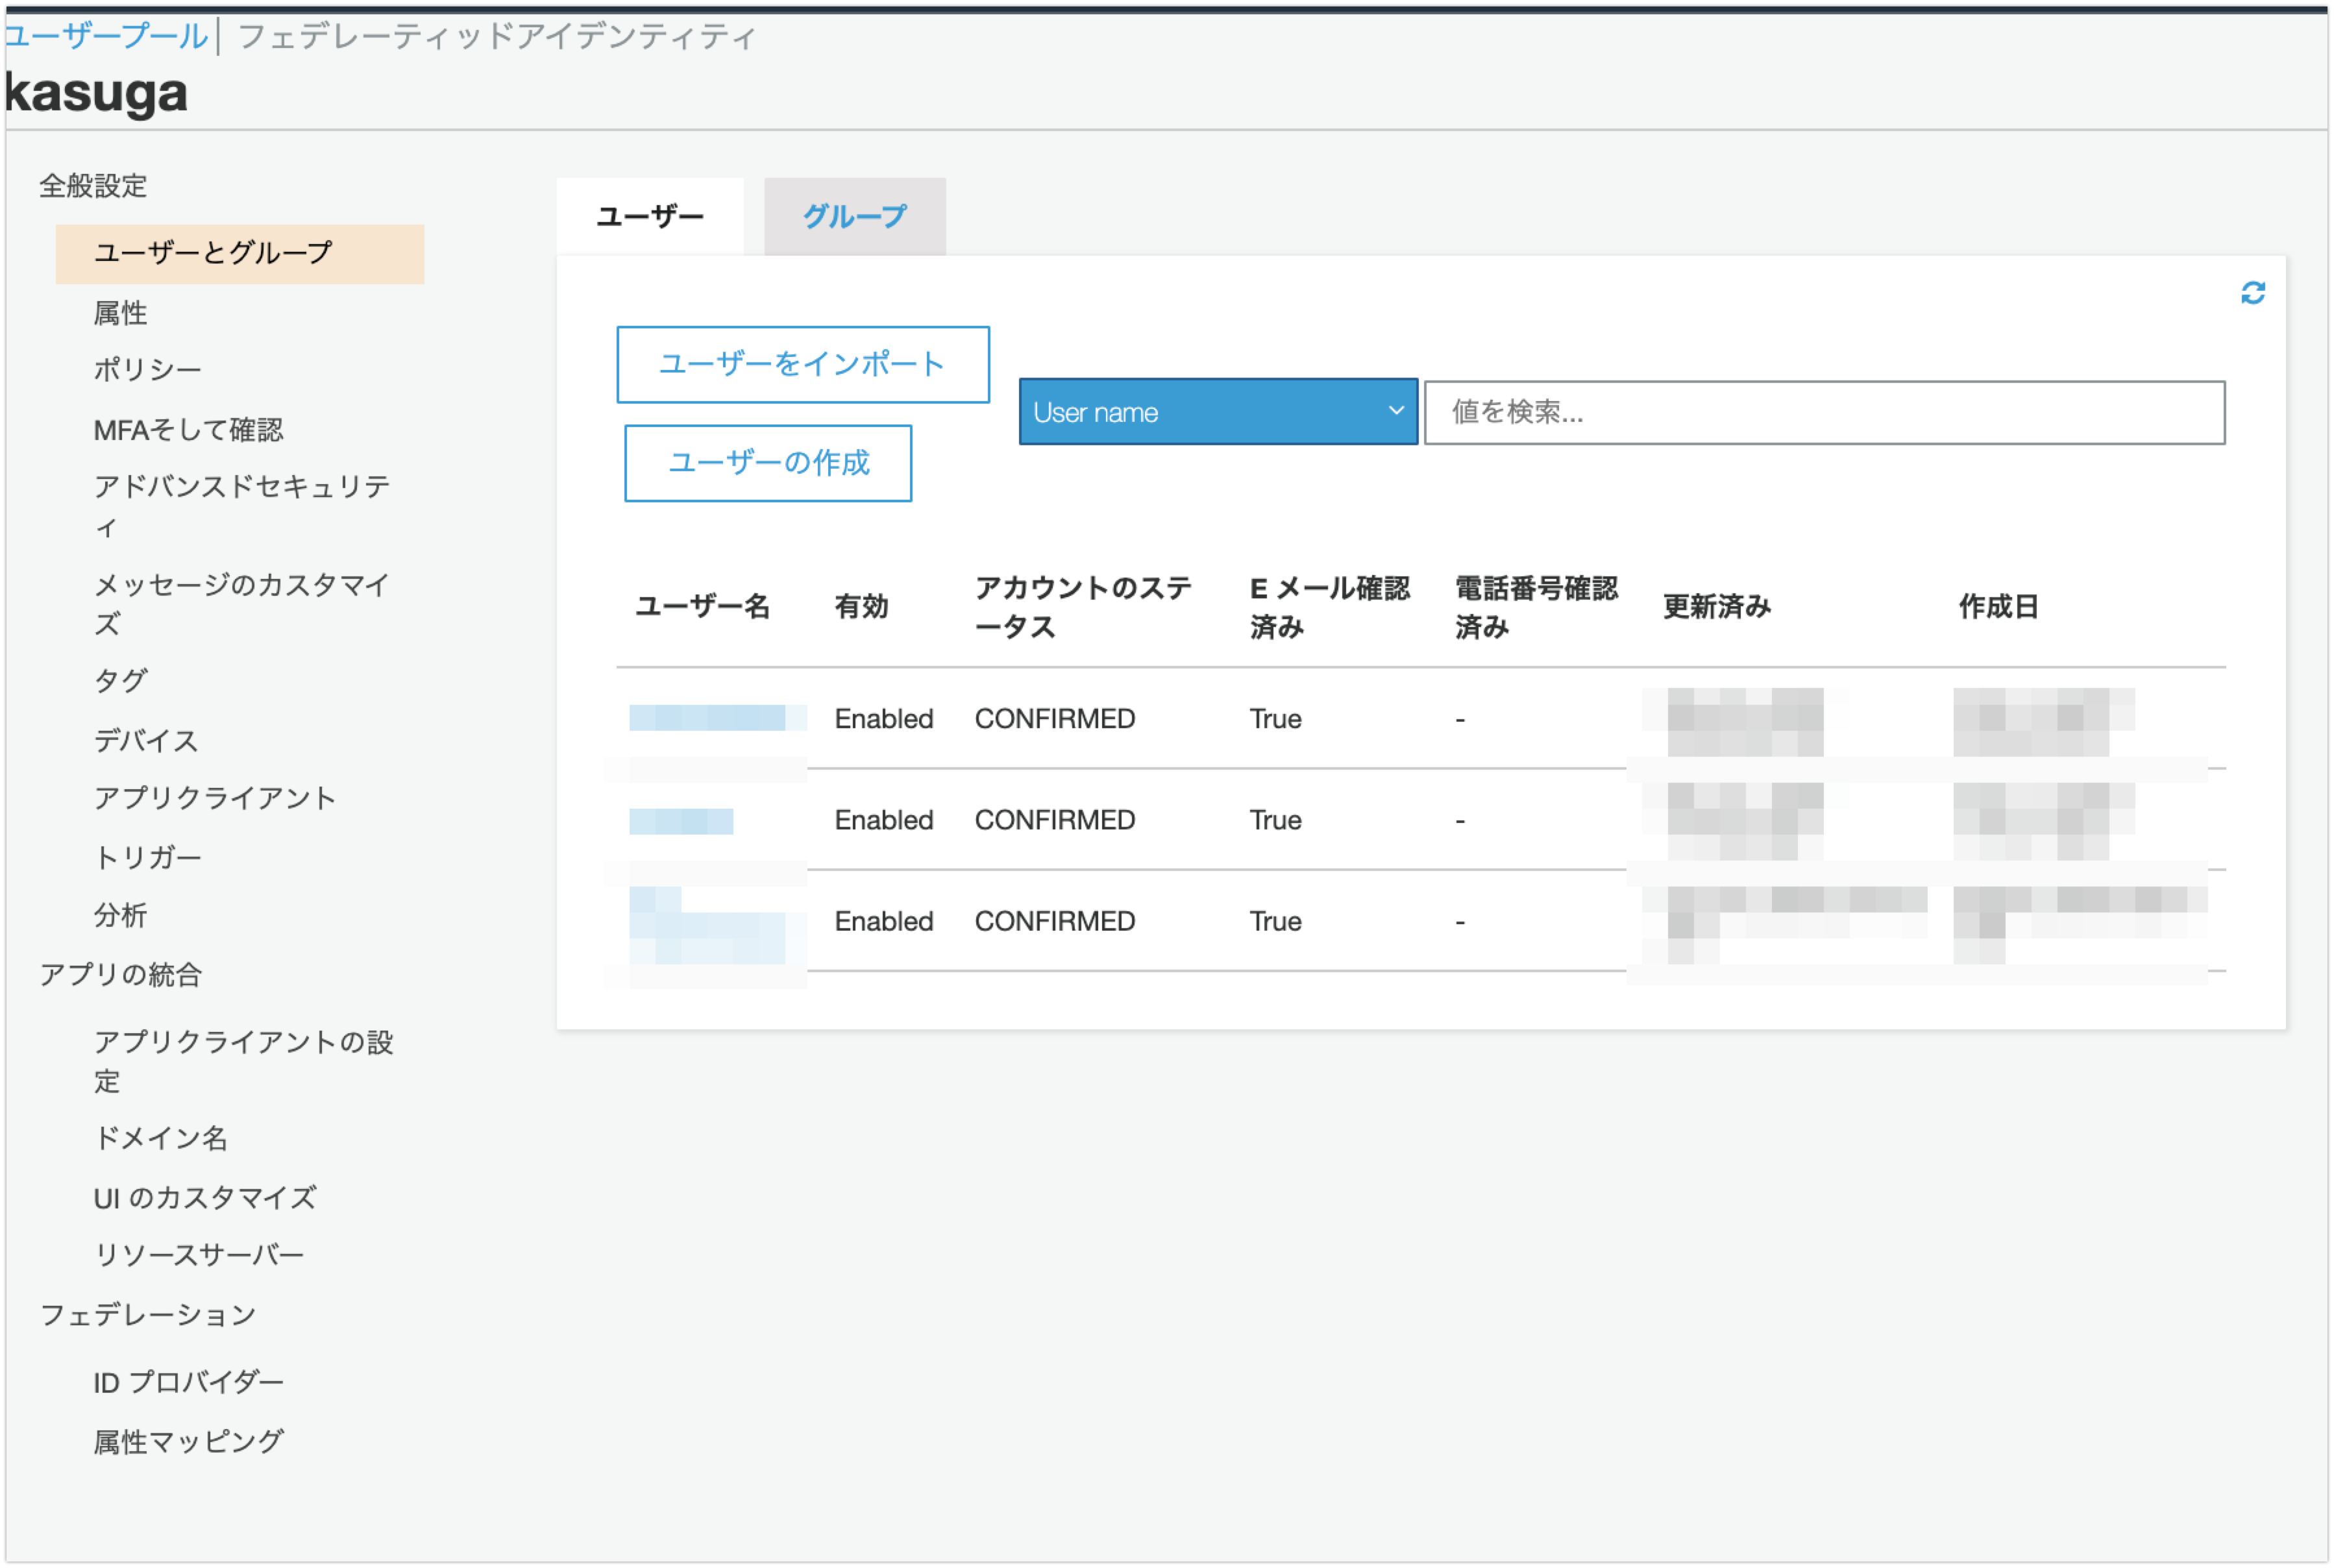 ユーザープール│ フェデレーティッドアイデンティティ
kasuga
全般設定
ユーザーとグループ
属性
ポリシー
MFAそして確認
アドバンスドセキュリテ
ィ
メッセージのカスタマイ
ズ
タグ
デバイス
アプリクライアント
トリガー
分析
アプリの統合
アプリクライアントの設
定
ドメイン名
UI のカスタマイズ
リソースサーバー
フェデレーション
ID プロバイダー
属性マッピング
ユーザー グループ
ユーザーをインポート
ユーザーの作成
User name 値を検索...
ユーザー名 有効 アカウントのステ
ータス E メール確認
済み 電話番号確認
済み 更新済み 作成日
Enabled CONFIRMED True -
Enabled CONFIRMED True -
Enabled CONFIRMED True -